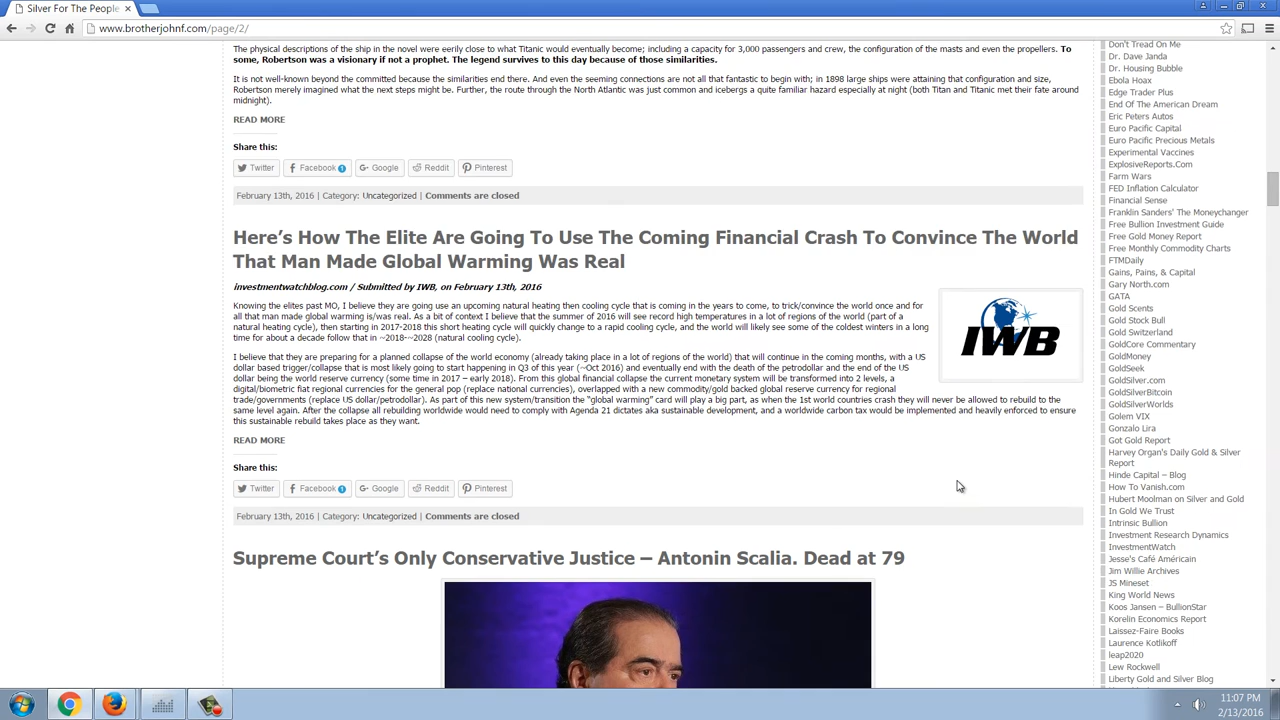 Silver For The People
www.brotherjohnf.com/page/2/
The physical descriptions of the ship in the novel were eerily close to what Titanic would eventually become; including a capacity for 3,000 passengers and crew, the configuration of the masts and even the propellers. To
some, Robertson was a visionary if not a prophet. The legend survives to this day because of those similarities.
It is not well-known beyond the committed because the similarities end there. And even the seeming connections are not all that fantastic to begin with; in 1898 large ships were attaining that configuration and size,
Robertson merely imagined what the next steps might be. Further, the route through the North Atlantic was just common and icebergs a quite familiar hazard especially at night (both Titan and Titanic met their fate around
midnight).
READ MORE
Share this:
Twitter Facebook 1 Google Reddit Pinterest
February 13th, 2016 | Category: Uncategorized | Comments are closed
Here's How The Elite Are Going To Use The Coming Financial Crash To Convince The World
That Man Made Global Warming Was Real
investmentwatchblog.com / Submitted by IWB, on February 13th, 2016
Knowing the elites past MO, I believe they are going use an upcoming natural heating then cooling cycle that is coming in the years to come, to trick/convince the world once and for
all that man made global warming is/was real. As a bit of context I believe that the summer of 2016 will see record high temperatures in a lot of regions of the world (part of a
natural heating cycle), then starting in 2017-2018 this short heating cycle will quickly change to a rapid cooling cycle, and the world will likely see some of the coldest winters in a long
time for about a decade follow that in ~2018-~2028 (natural cooling cycle).
IWB
I believe that they are preparing for a planned collapse of the world economy (already taking place in a lot of regions of the world) that will continue in the coming months, with a US
dollar based trigger/collapse that is most likely going to start happening in Q3 of this year (~Oct 2016) and eventually end with the death of the petrodollar and the end of the US
dollar being the world reserve currency (some time in 2017 – early 2018). From this global financial collapse the current monetary system will be transformed into 2 levels, a
digital/biometric fiat regional currencies for the general pop (replace national currencies), overlapped with a new commodity/gold backed global reserve currency for regional
trade/governments (replace US dollar/petrodollar). As part of this new system/transition the "global warming" card will play a big part, as when the 1st world countries crash they will never be allowed to rebuild to the
same level again. After the collapse all rebuilding worldwide would need to comply with Agenda 21 dictates aka sustainable development, and a worldwide carbon tax would be implemented and heavily enforced to ensure
this sustainable rebuild takes place as they want.
READ MORE
Share this:
Twitter Facebook 1 Google Reddit Pinterest
February 13th, 2016 | Category: Uncategorized | Comments are closed
Supreme Court's Only Conservative Justice – Antonin Scalia. Dead at 79
Don't Tread On Me
Dr. Dave Janda
Dr. Housing Bubble
Ebola Hoax
Edge Trader Plus
End Of The American Dream
Eric Peters Autos
Euro Pacific Capital
Euro Pacific Precious Metals
Experimental Vaccines
ExplosiveReports.Com
Farm Wars
FED Inflation Calculator
Financial Sense
Franklin Sanders' The Moneychanger
Free Bullion Investment Guide
Free Gold Money Report
Free Monthly Commodity Charts
FTMDaily
Gains, Pains, & Capital
Gary North.com
GATA
Gold Scents
Gold Stock Bull
Gold Switzerland
GoldCore Commentary
GoldMoney
GoldSeek
GoldSilver.com
GoldSilverBitcoin
GoldSilverWorlds
Golem VIX
Gonzalo Lira
Got Gold Report
Harvey Organ's Daily Gold & Silver
Report
Hinde Capital – Blog
How To Vanish.com
Hubert Moolman on Silver and Gold
In Gold We Trust
Intrinsic Bullion
Investment Research Dynamics
InvestmentWatch
Jesse's Café Américain
Jim Willie Archives
JS Mineset
King World News
Koos Jansen – BullionStar
Korelin Economics Report
Laissez-Faire Books
Laurence Kotlikoff
leap2020
Lew Rockwell
Liberty Gold and Silver Blog
11:07 PM
2/13/2016